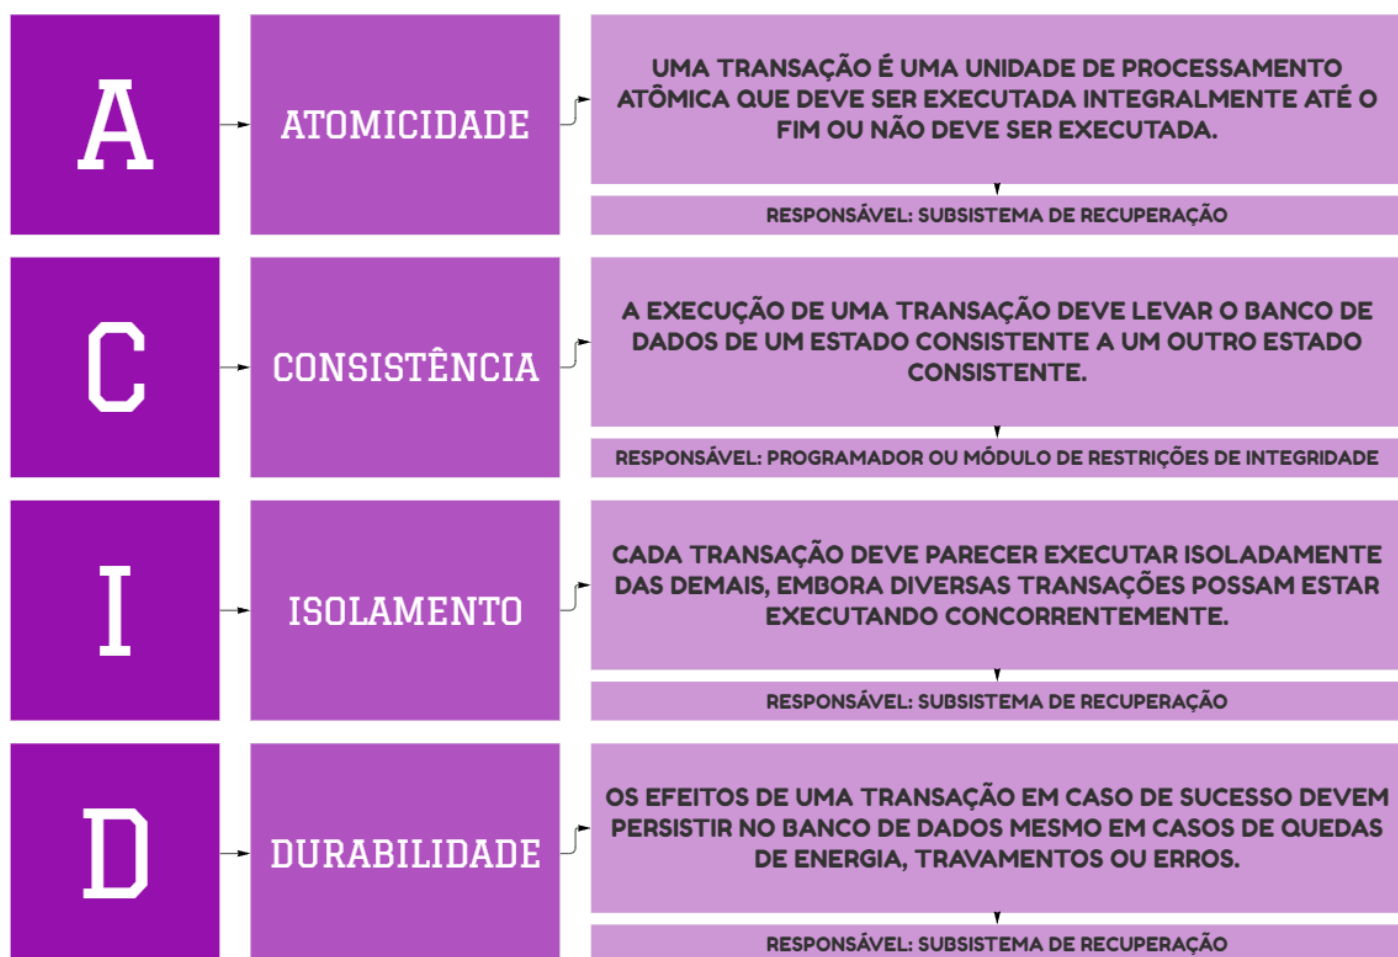 A
ATOMICIDADE
UMA TRANSAÇÃO É UMA UNIDADE DE PROCESSAMENTO
ATÔMICA QUE DEVE SER EXECUTADA INTEGRALMENTE ATÉ O
FIM OU NÃO DEVE SER EXECUTADA.
RESPONSÁVEL: SUBSISTEMA DE RECUPERAÇÃO
C
CONSISTÊNCIA
A EXECUÇÃO DE UMA TRANSAÇÃO DEVE LEVAR O BANCO DE
DADOS DE UM ESTADO CONSISTENTE A UM OUTRO ESTADO
CONSISTENTE.
RESPONSÁVEL: PROGRAMADOR OU MÓDULO DE RESTRIÇÕES DE INTEGRIDADE
I
ISOLAMENTO
CADA TRANSAÇÃO DEVE PARECER EXECUTAR ISOLADAMENTE
DAS DEMAIS, EMBORA DIVERSAS TRANSAÇÕES POSSAM ESTAR
EXECUTANDO CONCORRENTEMENTE.
RESPONSÁVEL: SUBSISTEMA DE RECUPERAÇÃO
D
DURABILIDADE
OS EFEITOS DE UMA TRANSAÇÃO EM CASO DE SUCESSO DEVEM
PERSISTIR NO BANCO DE DADOS MESMO EM CASOS DE QUEDAS
DE ENERGIA, TRAVAMENTOS OU ERROS.
RESPONSÁVEL: SUBSISTEMA DE RECUPERAÇÃO